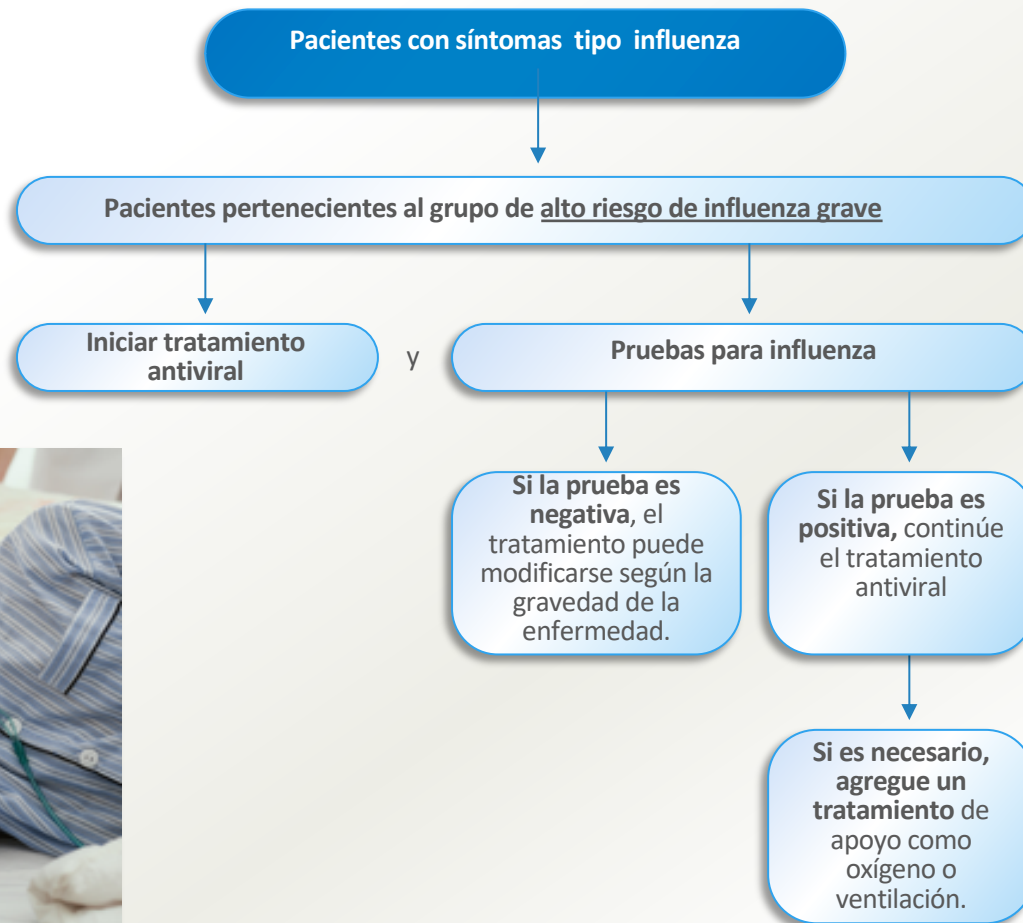 Pacientes con síntomas tipo influenza
Pacientes pertenecientes al grupo de alto riesgo de influenza grave
Iniciar tratamiento
antiviral
y
Pruebas para influenza
Si la prueba es
negativa, el
tratamiento puede
modificarse según la
gravedad de la
enfermedad.
Si la prueba es
positiva, continúe
el tratamiento
antiviral
Si es necesario,
agregue un
tratamiento de
apoyo como
oxígeno o
ventilación.